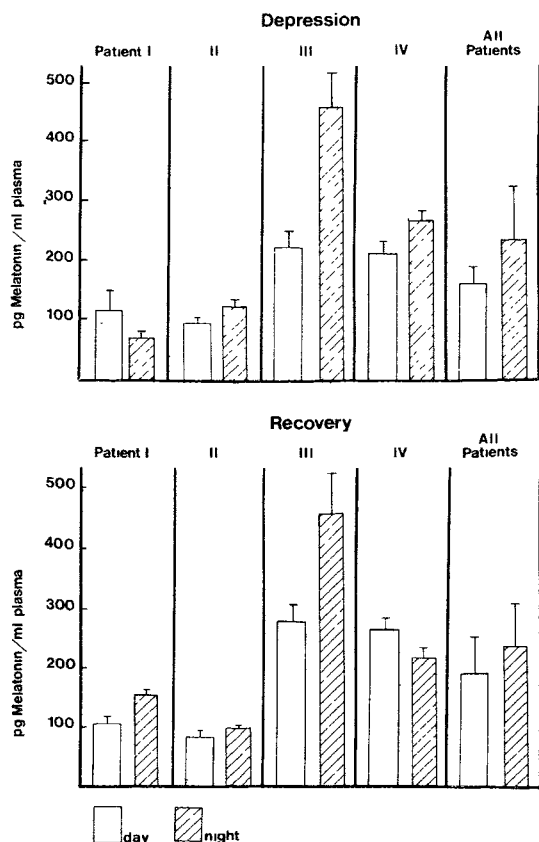 Depression
Patient I II III IV All Patients
500
400
300
200
100
pg Melatonin/ml plasma
Recovery
Patient I II III IV All Patients
500
400
300
200
100
pg Melatonin/ml plasma
day night